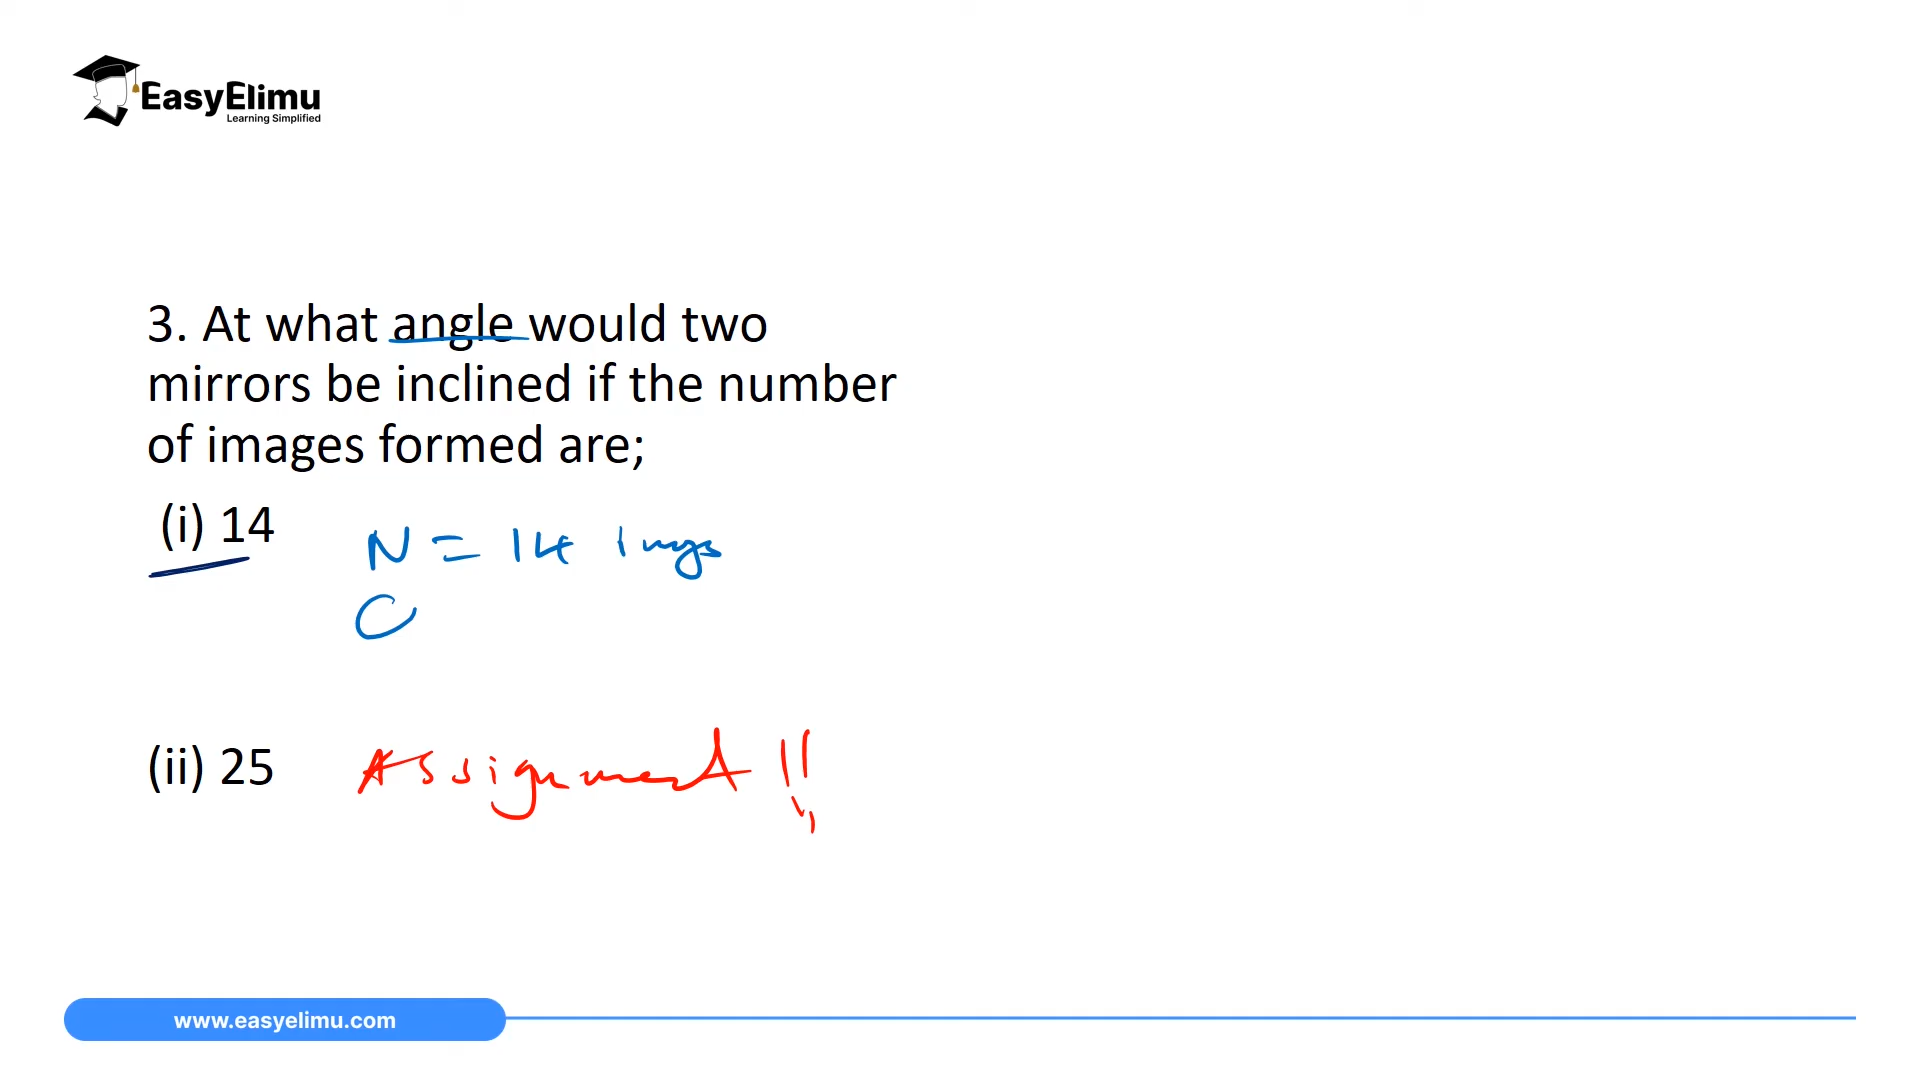 EasyElimu
Learning Simplified
3. At what angle would two
mirrors be inclined if the number
of images formed are;
(i) 14
N = 14 imgs
(ii) 25 Assignment !!
www.easyelimu.com